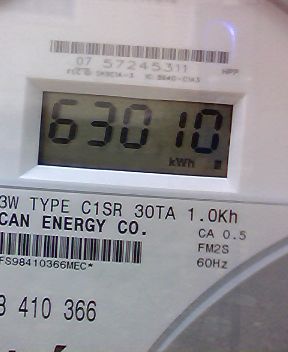 07 57245311
63010
kWh
3W TYPE C1SR 30TA 1.0Kh
CAN ENERGY CO.
CA 0.5
FM2S
60Hz
FS98410366MEC*
8 410 366